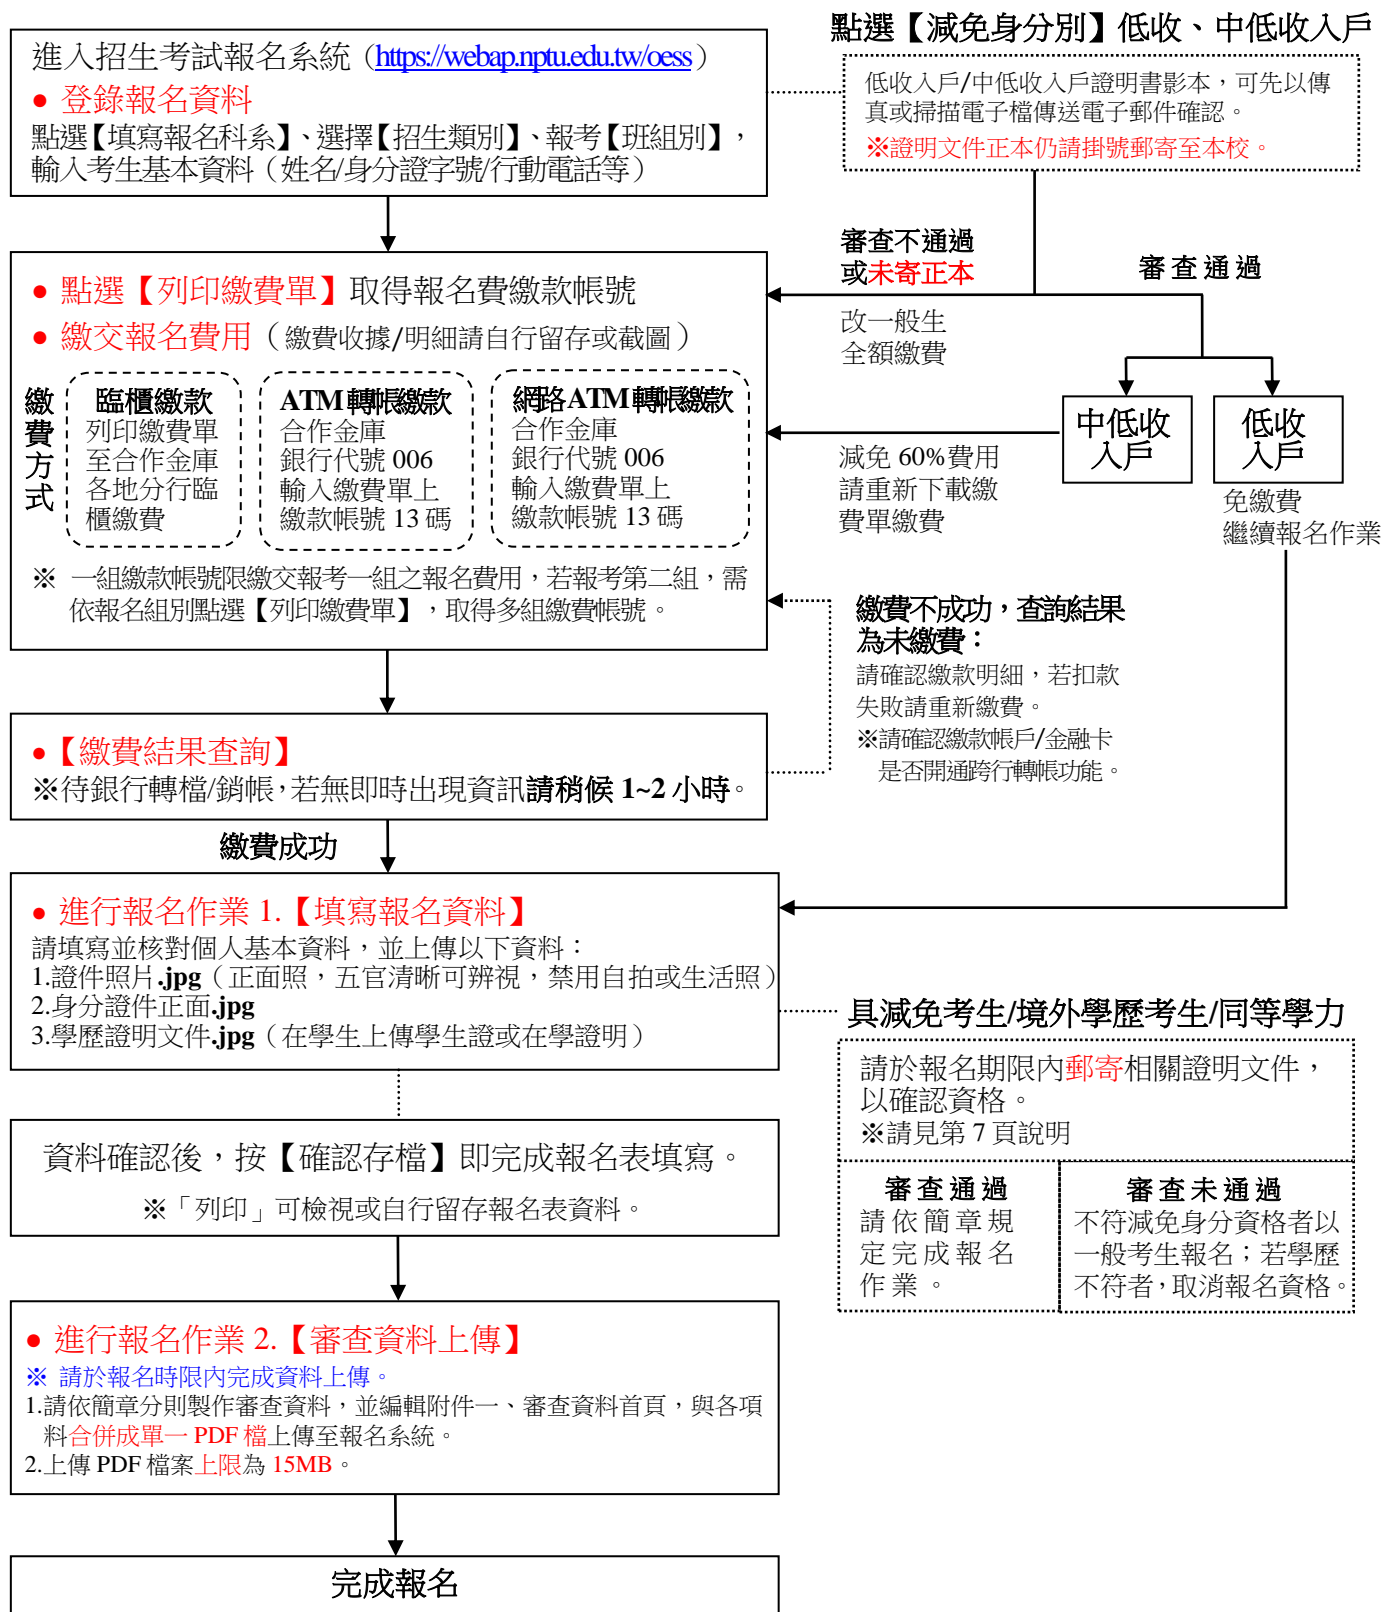 進入招生考試報名系統（https://webap.nptu.edu.tw/oess）
● 登錄報名資料
點選【填寫報名科系】、選擇【招生類別】、報考【班組別】，
輸入考生基本資料（姓名/身分證字號/行動電話等）
點選【減免身分別】低收、中低收入戶
低收入戶/中低收入戶證明書影本，可先以傳
真或掃描電子檔傳送電子郵件確認。
※證明文件正本仍請掛號郵寄至本校。
審查不通過
或未寄正本
改一般生
全額繳費
審查通過
中低收
入戶
低收
入戶
減免 60%費用
請重新下載繳
費單繳費
免繳費
繼續報名作業
● 點選【列印繳費單】取得報名費繳款帳號
● 繳交報名費用（繳費收據/明細請自行留存或截圖）
繳費方式
臨櫃繳款
列印繳費單
至合作金庫
各地分行臨
櫃繳費
ATM 轉帳繳款
合作金庫
銀行代號 006
輸入繳費單上
繳款帳號 13 碼
網路 ATM 轉帳繳款
合作金庫
銀行代號 006
輸入繳費單上
繳款帳號 13 碼
※ 一組繳款帳號限繳交報考一組之報名費用，若報考第二組，需
依報名組別點選【列印繳費單】，取得多組繳費帳號。
繳費不成功，查詢結果
為未繳費：
請確認繳款明細，若扣款
失敗請重新繳費。
※請確認繳款帳戶/金融卡
是否開通跨行轉帳功能。
●【繳費結果查詢】
※待銀行轉檔/銷帳，若無即時出現資訊請稍候 1~2 小時。
繳費成功
● 進行報名作業 1.【填寫報名資料】
請填寫並核對個人基本資料，並上傳以下資料：
1.證件照片.jpg（正面照，五官清晰可辨視，禁用自拍或生活照）
2.身分證件正面.jpg
3.學歷證明文件.jpg（在學生上傳學生證或在學證明）
具減免考生/境外學歷考生/同等學力
請於報名期限內郵寄相關證明文件，
以確認資格。
※請見第 7 頁說明
審查通過
請依簡章規
定完成報名
作業。
審查未通過
不符減免身分資格者以
一般考生報名；若學歷
不符者，取消報名資格。
資料確認後，按【確認存檔】即完成報名表填寫。
※「列印」可檢視或自行留存報名表資料。
● 進行報名作業 2.【審查資料上傳】
※ 請於報名時限內完成資料上傳。
1.請依簡章分則製作審查資料，並編輯附件一、審查資料首頁，與各項
料合併成單一 PDF 檔上傳至報名系統。
2.上傳 PDF 檔案上限為 15MB。
完成報名